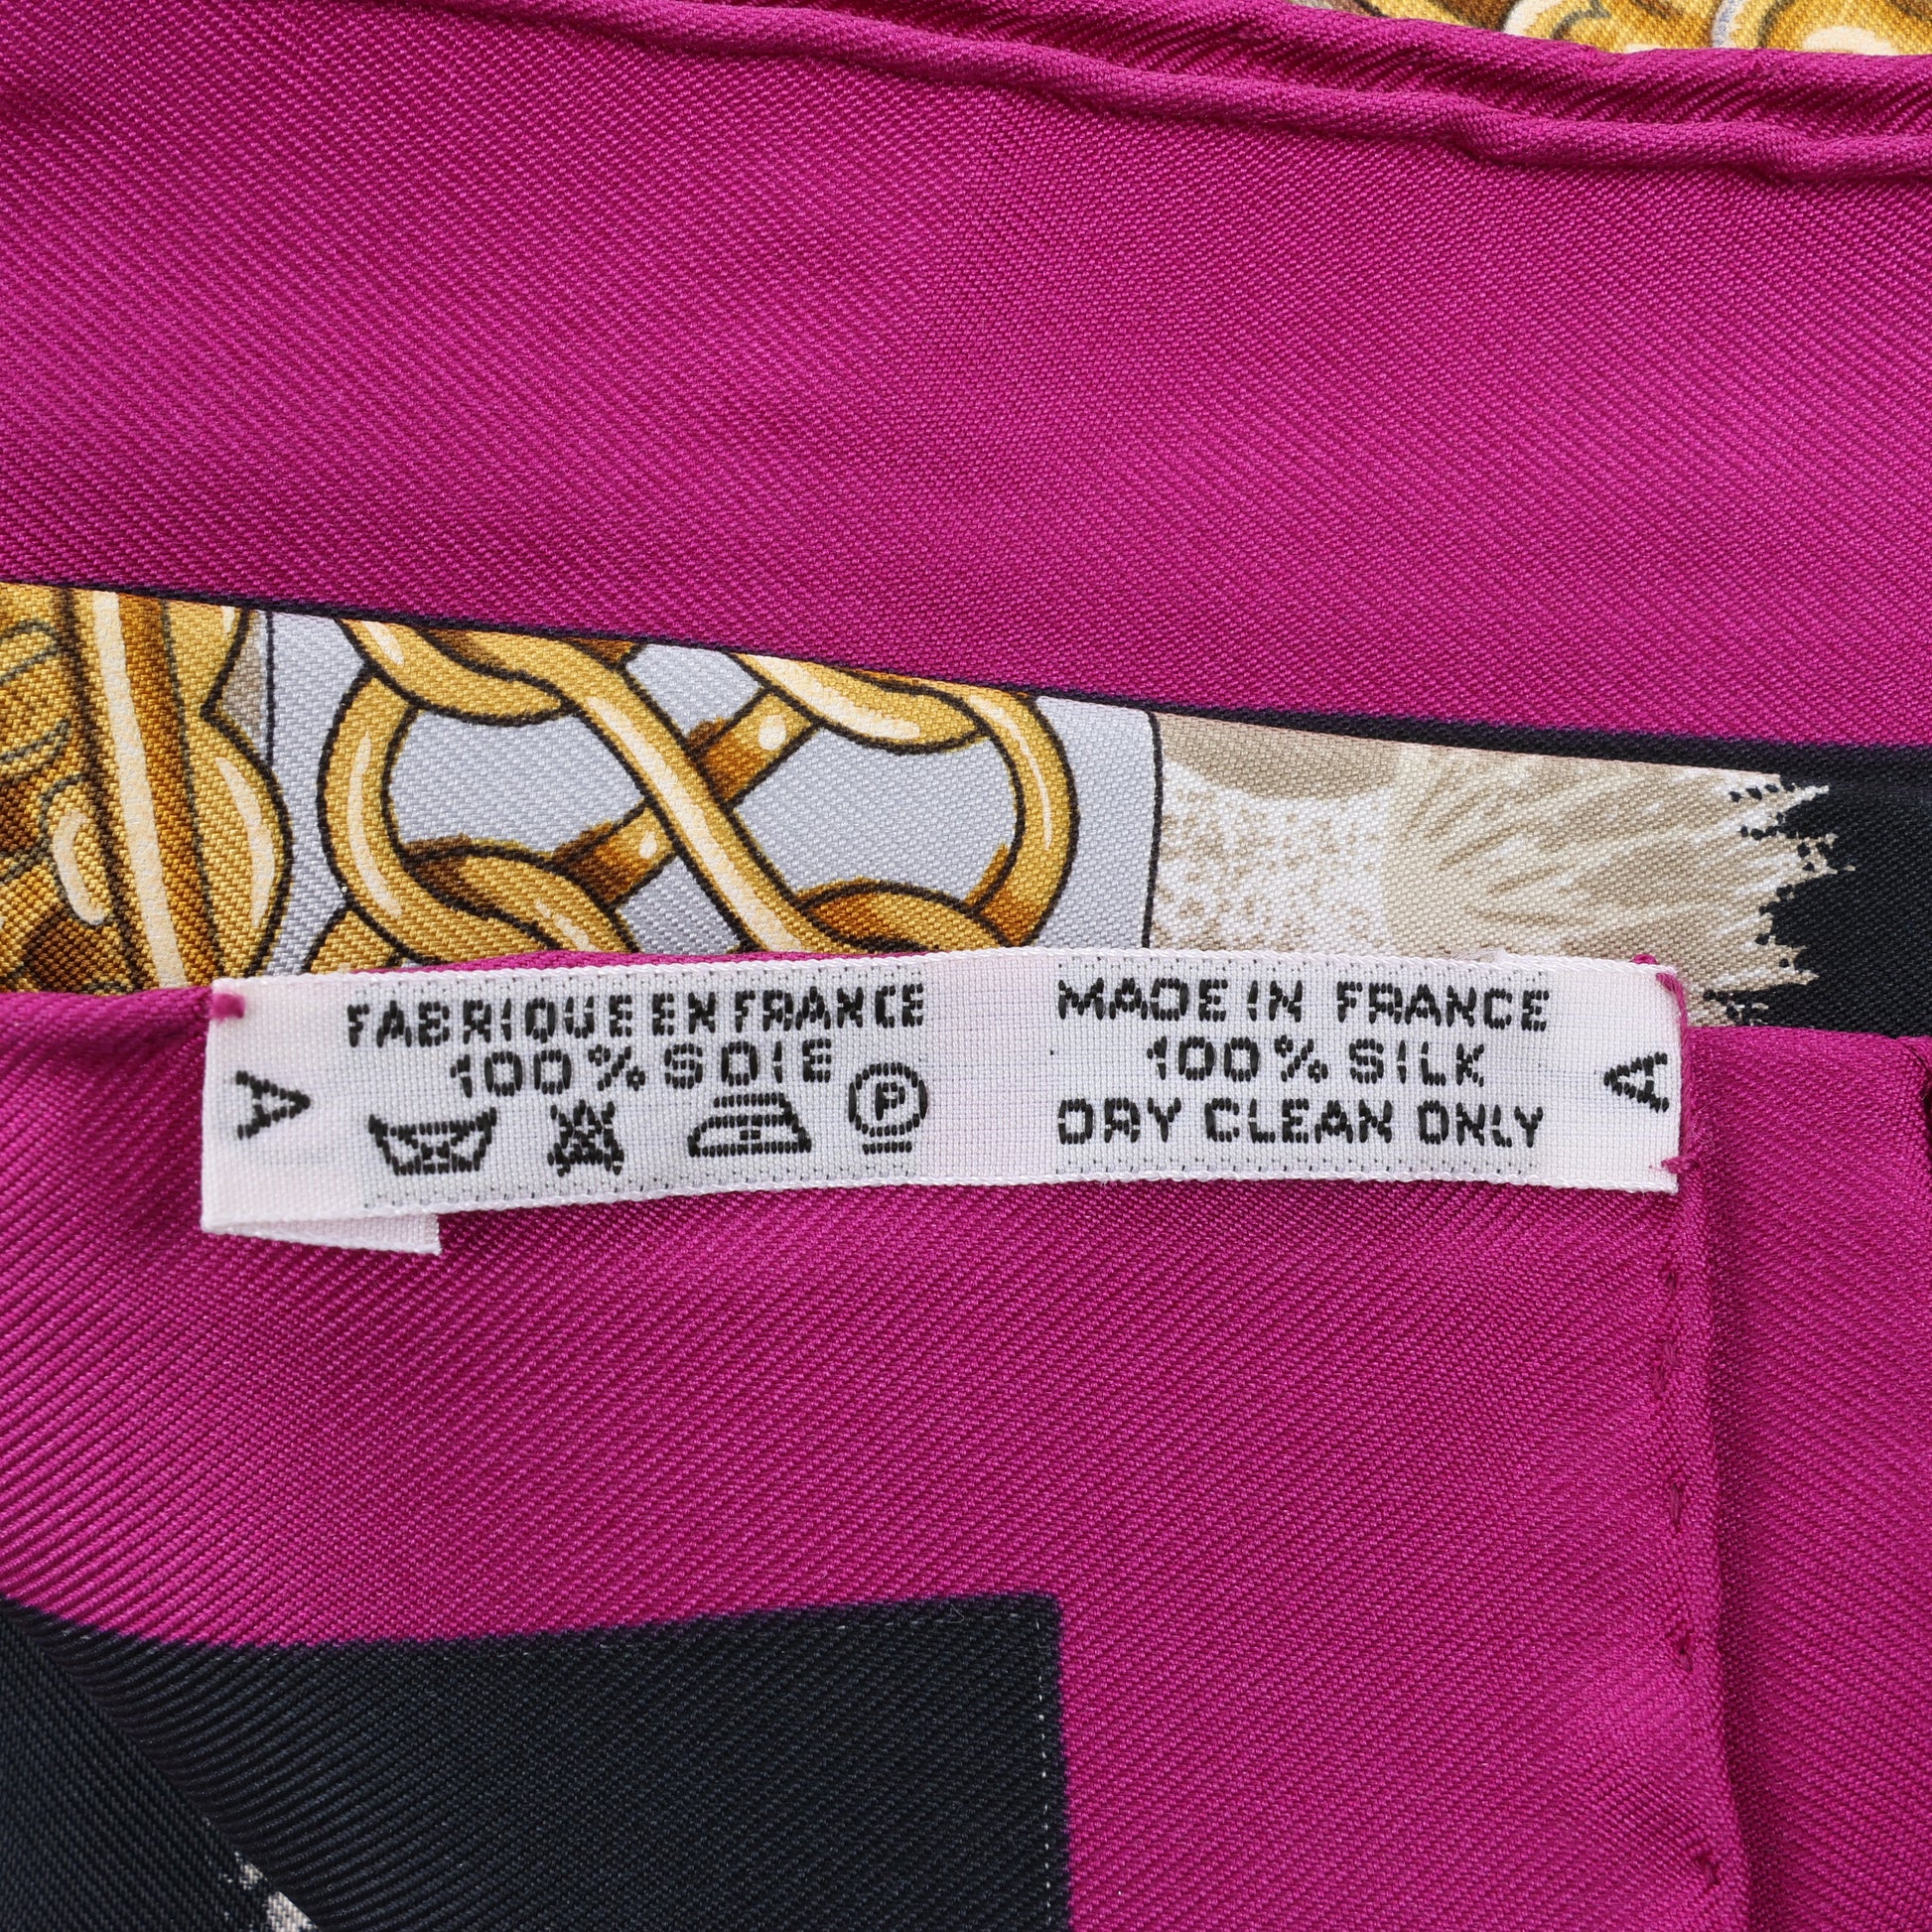 FABRIQUE EN FRANCE
100% SOIE
P
MADE IN FRANCE
100% SILK
DRY CLEAN ONLY
A
A